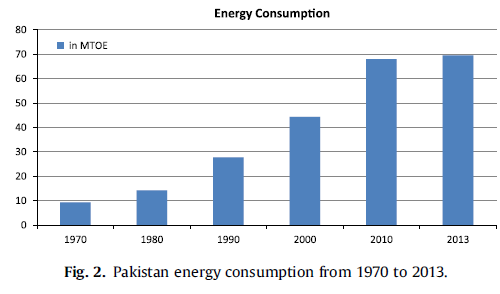 Energy Consumption
80
70
60
50
40
30
20
10
0
in MTOE
1970 1980 1990 2000 2010 2013
Fig. 2. Pakistan energy consumption from 1970 to 2013.